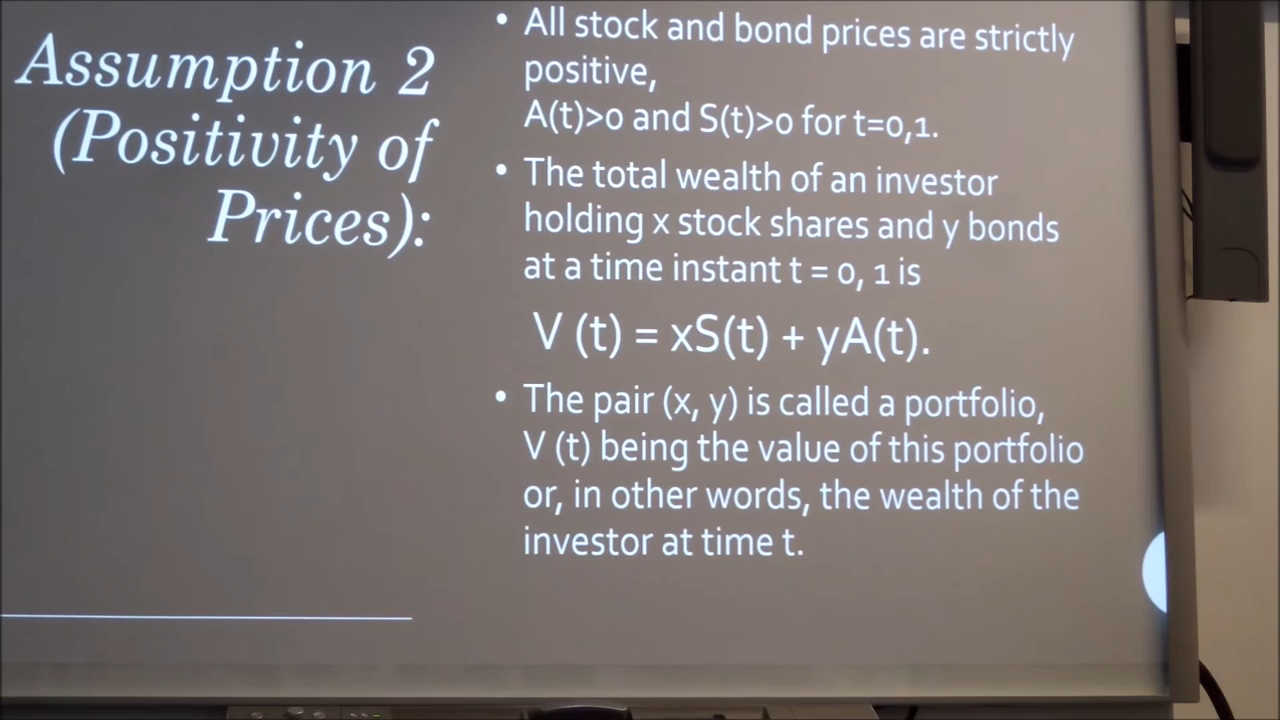 Assumption 2
(Positivity of
Prices):
• All stock and bond prices are strictly
positive,
A(t)>0 and S(t)>0 for t=0,1.
• The total wealth of an investor
holding x stock shares and y bonds
at a time instant t = 0, 1 is
V (t) = xS(t) + yA(t).
• The pair (x, y) is called a portfolio,
V (t) being the value of this portfolio
or, in other words, the wealth of the
investor at time t.